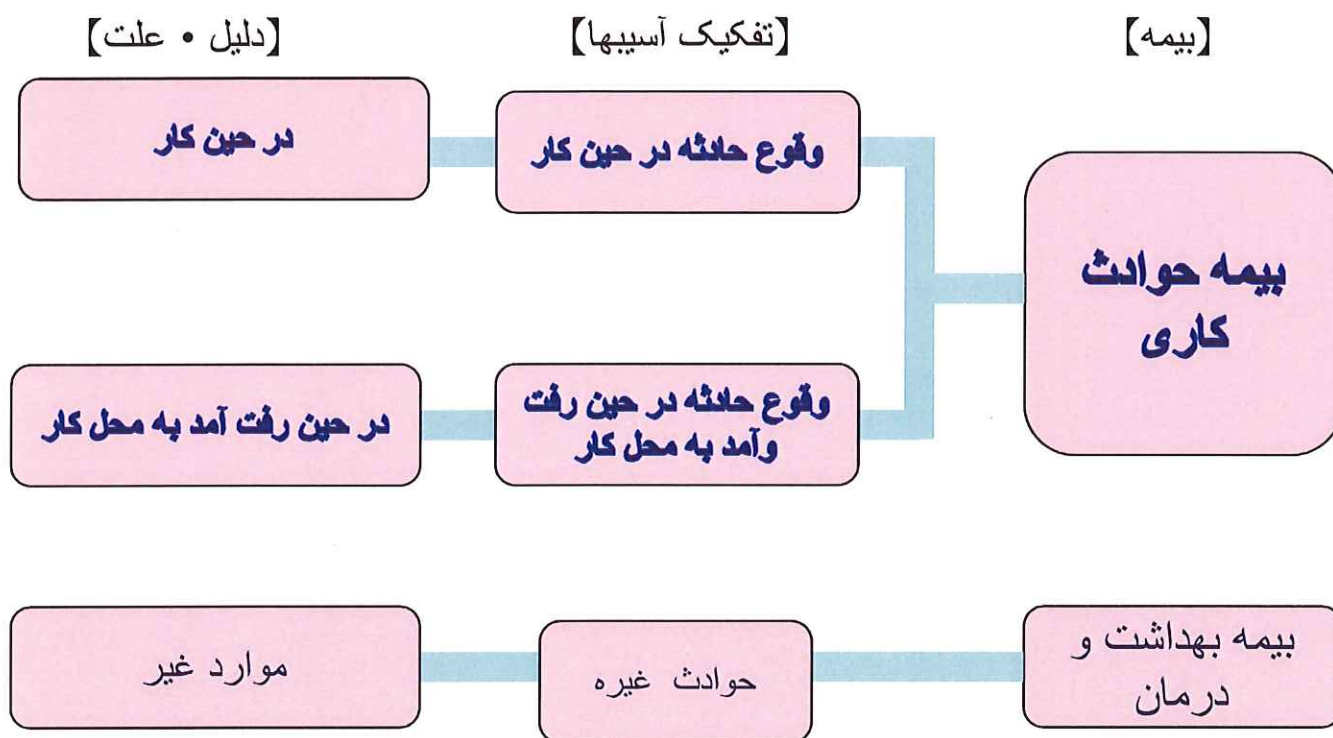 【بیمه】
【تفکیک آسیبها】
【دلیل • علت】
بیمه حوادث
کاری
وقوع حادثه در حین کار
در حین کار
وقوع حادثه در حین رفت
وآمد به محل کار
در حین رفت آمد به محل کار
بیمه بهداشت و
درمان
حوادث غیره
موارد غیر